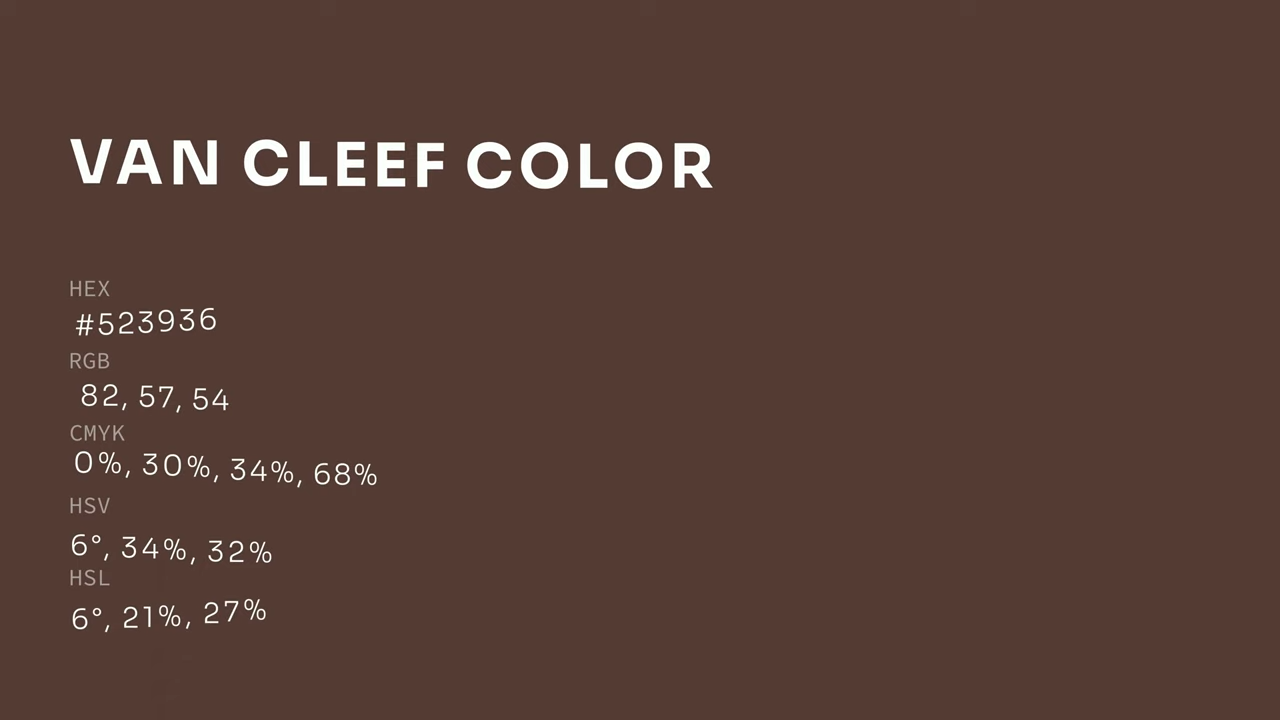 VAN CLEEF COLOR
HEX
#523936
RGB
82, 57, 54
CMYK
0%, 30%, 34%, 68%
HSV
6°, 34%, 32%
HSL
6°, 21%, 27%